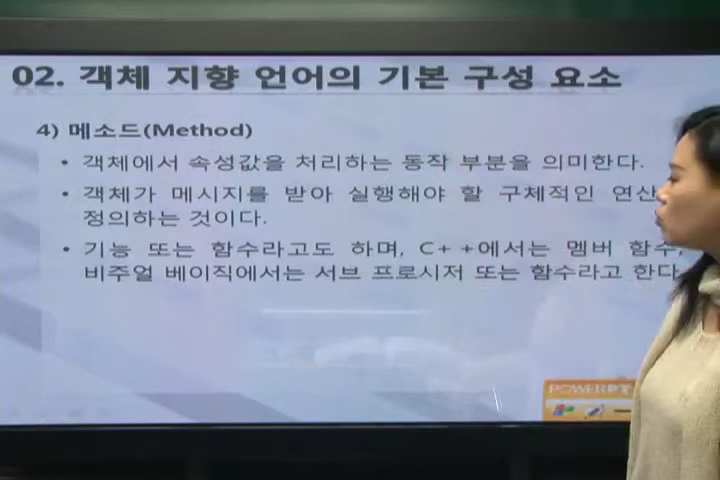 02. 객체 지향 언어의 기본 구성 요소
4) 메소드(Method)
• 객체에서 속성값을 처리하는 동작 부분을 의미한다.
• 객체가 메시지를 받아 실행해야 할 구체적인 연산
정의하는 것이다.
• 기능 또는 함수라고도 하며, C++에서는 멤버 함수,
비주얼 베이직에서는 서브 프로시저 또는 함수라고 한다.